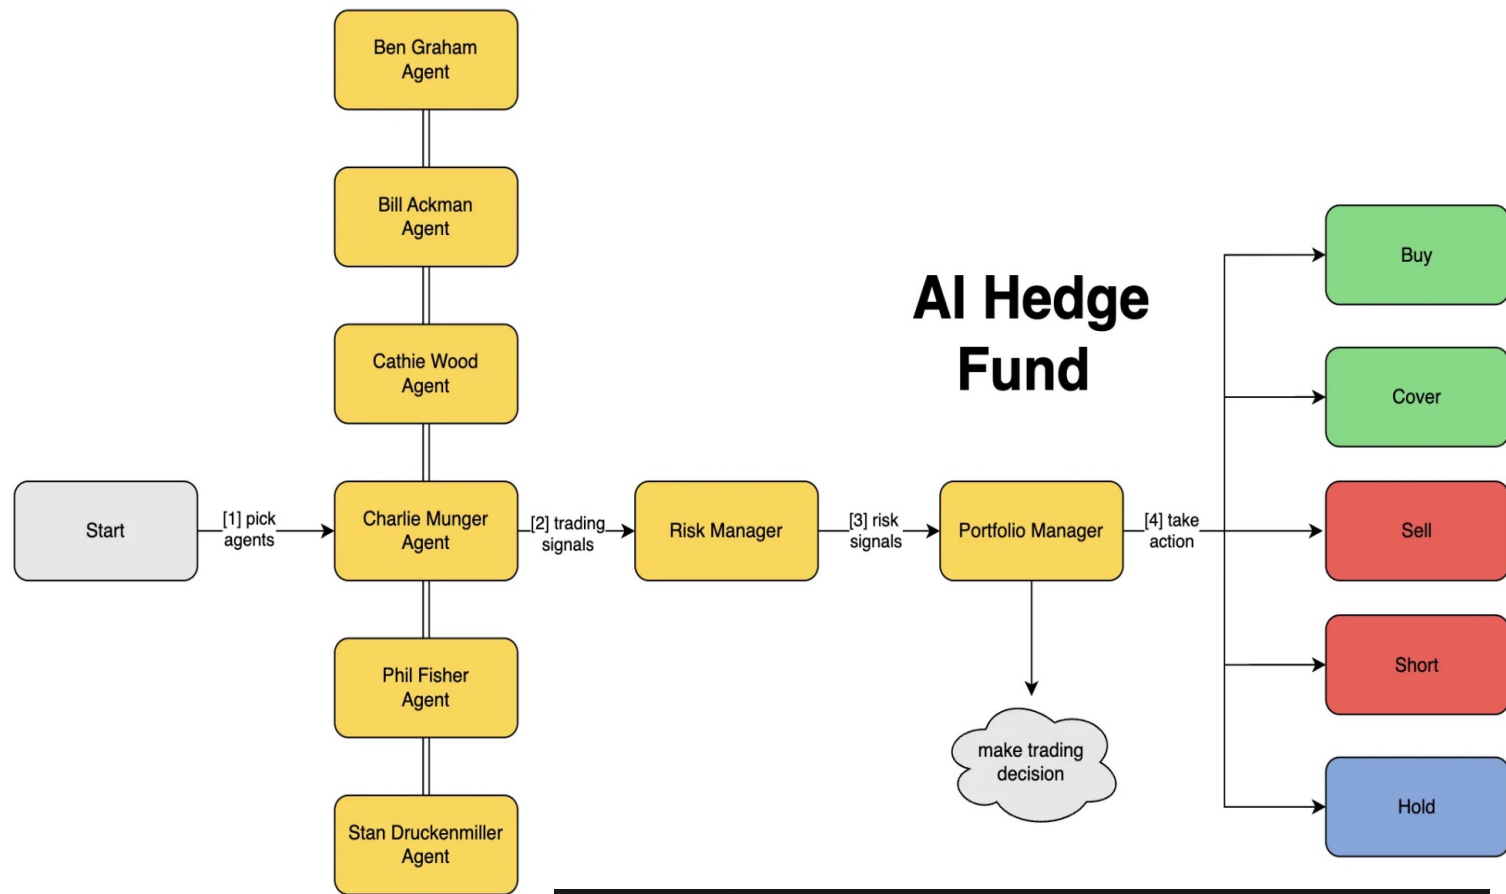 Ben Graham
Agent
Bill Ackman
Agent
Cathie Wood
Agent
Charlie Munger
Agent
Phil Fisher
Agent
Stan Druckenmiller
Agent
Start
[1] pick
agents
[2] trading
signals
Risk Manager
[3] risk
signals
Portfolio Manager
[4] take
action
make trading
decision
AI Hedge
Fund
Buy
Cover
Sell
Short
Hold